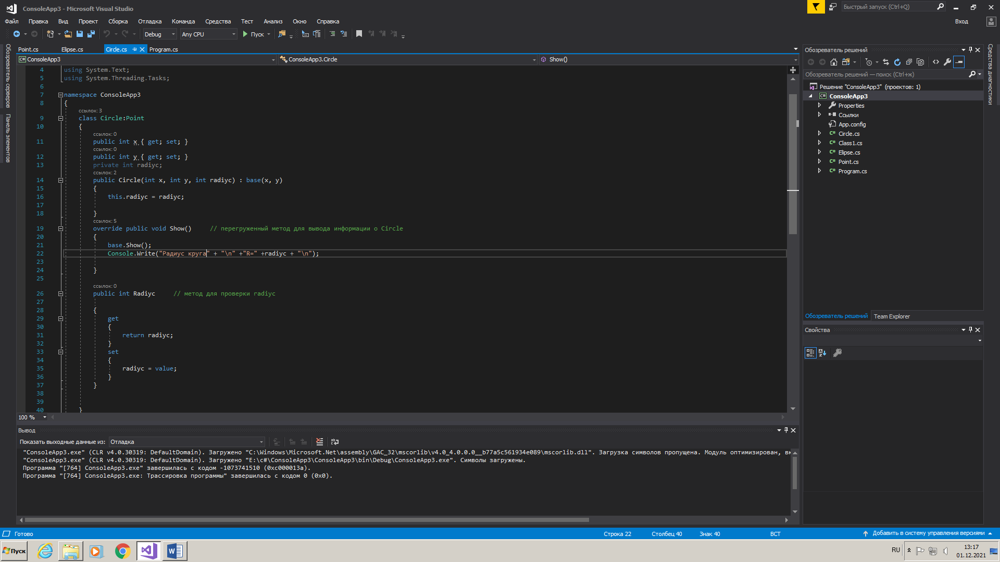 ConsoleApp3 - Microsoft Visual Studio
Быстрый запуск (Ctrl+Q)
Файл Правка Вид Проект Сборка Отладка Команда Средства Тест Анализ Окно Справка
Вход
Debug Any CPU Пуск
Обозреватель серверов
Панель элементов
Point.cs Elipse.cs Circle.cs Program.cs
ConsoleApp3 ConsoleApp3.Circle Show()
4 using System.Text;
5 using System.Threading.Tasks;
6
7 namespace ConsoleApp3
8 {
ссылок: 3
9 class Circle:Point
10 {
ссылок: 0
11 public int x { get; set; }
ссылок: 0
12 public int y { get; set; }
13 private int radiyc;
ссылок: 2
14 public Circle(int x, int y, int radiyc) : base(x, y)
15 {
16 this.radiyc = radiyc;
17
18 }
ссылок: 5
19 override public void Show() // перегруженный метод для вывода информации о Circle
20 {
21 base.Show();
22 Console.Write("Радиус круга" + "\n" +"R=" +radiyc + "\n");
23
24 }
25
ссылок: 0
26 public int Radiyc // метод для проверки radiyc
27
28 {
29 get
30 {
31 return radiyc;
32 }
33 set
34 {
35 radiyc = value;
36 }
37 }
38
39
40 }
100 %
Вывод
Показать выходные данные из: Отладка
"ConsoleApp3.exe" (CLR v4.0.30319: DefaultDomain). Загружено "C:\Windows\Microsoft.Net\assembly\GAC_32\mscorlib\v4.0_4.0.0.0__b77a5c561934e089\mscorlib.dll". Загрузка символов пропущена. Модуль оптимизирован, вк
"ConsoleApp3.exe" (CLR v4.0.30319: DefaultDomain). Загружено "E:\c#\ConsoleApp3\ConsoleApp3\bin\Debug\ConsoleApp3.exe". Символы загружены.
Программа "[764] ConsoleApp3.exe" завершилась с кодом -1073741510 (0xc000013a).
Программа "[764] ConsoleApp3.exe: Трассировка программы" завершилась с кодом 0 (0x0).
Обозреватель решений
Обозреватель решений — поиск (Ctrl+ж)
Решение "ConsoleApp3" (проектов: 1)
C# ConsoleApp3
Properties
Ссылки
App.config
C# Circle.cs
C# Class1.cs
C# Elipse.cs
C# Point.cs
C# Program.cs
Обозреватель решений Team Explorer
Свойства
Средства диагностики
Готово Строка 22 Столбец 40 Знак 40 ВСТ Добавить в систему управления версиями
Пуск RU 13:17
01.12.2021